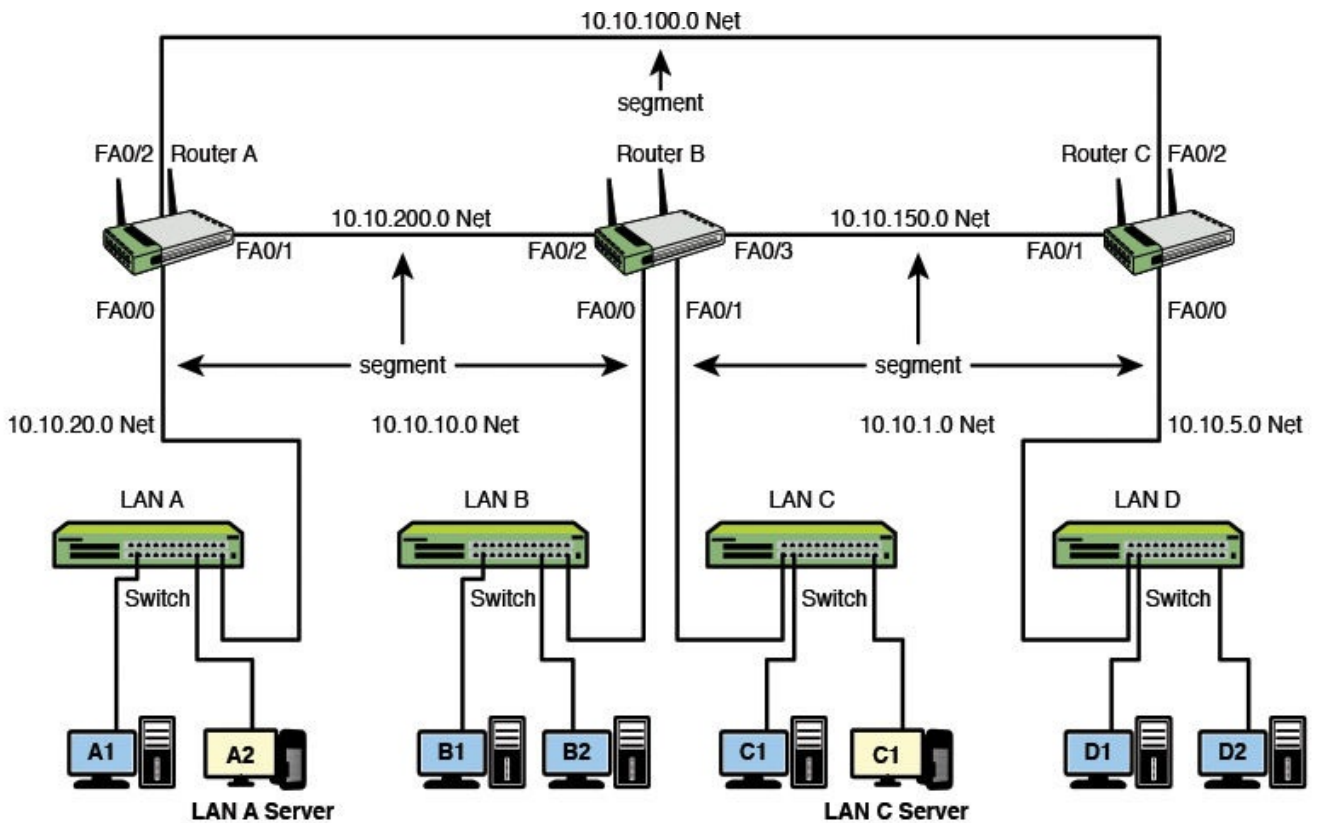 10.10.100.0 Net
segment
FA0/2 Router A
Router B
Router C FA0/2
10.10.200.0 Net
10.10.150.0 Net
FA0/1
FA0/2
FA0/3
FA0/1
FA0/0
FA0/0
FA0/1
FA0/0
segment
segment
10.10.20.0 Net
10.10.10.0 Net
10.10.1.0 Net
10.10.5.0 Net
LAN A
LAN B
LAN C
LAN D
Switch
Switch
Switch
Switch
A1
A2
B1
B2
C1
C1
D1
D2
LAN A Server
LAN C Server